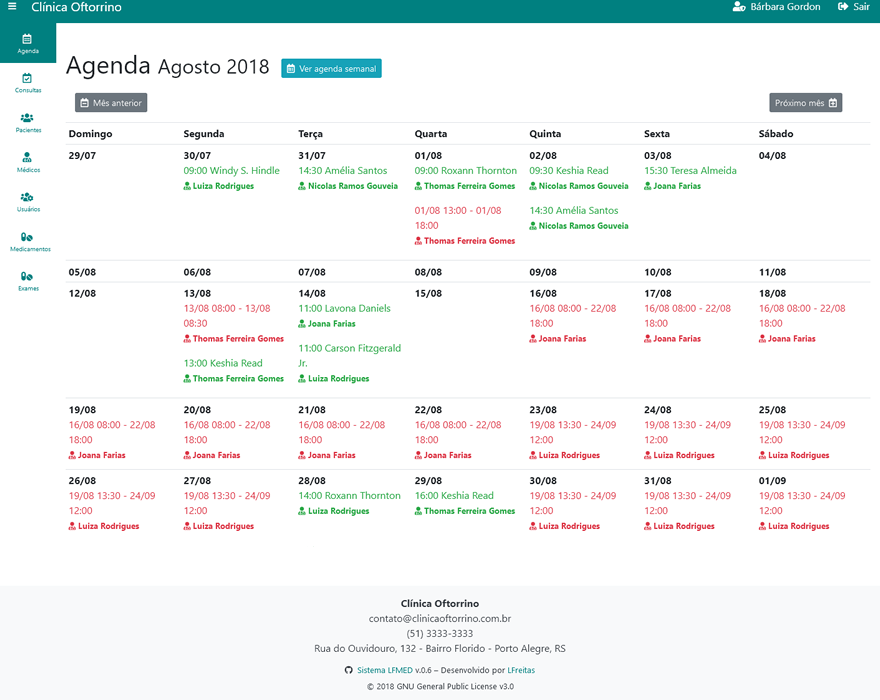 Clínica Oftorrino
Bárbara Gordon Sair
Agenda
Consultas
Pacientes
Médicos
Usuários
Medicamentos
Exames
Agenda Agosto 2018 Ver agenda semanal
Mês anterior Próximo mês
Domingo Segunda Terça Quarta Quinta Sexta Sábado
29/07
30/07
09:00 Windy S. Hindle
Luiza Rodrigues
31/07
14:30 Amélia Santos
Nicolas Ramos Gouveia
01/08
09:00 Roxann Thornton
Thomas Ferreira Gomes
01/08 13:00 - 01/08
18:00
Thomas Ferreira Gomes
02/08
09:30 Keshia Read
Nicolas Ramos Gouveia
14:30 Amélia Santos
Nicolas Ramos Gouveia
03/08
15:30 Teresa Almeida
Joana Farias
04/08
05/08 06/08 07/08 08/08 09/08 10/08 11/08
12/08
13/08
13/08 08:00 - 13/08
08:30
Thomas Ferreira Gomes
13:00 Keshia Read
Thomas Ferreira Gomes
14/08
11:00 Lavona Daniels
Joana Farias
11:00 Carson Fitzgerald
Jr.
Luiza Rodrigues
15/08
16/08
16/08 08:00 - 22/08
18:00
Joana Farias
17/08
16/08 08:00 - 22/08
18:00
Joana Farias
18/08
16/08 08:00 - 22/08
18:00
Joana Farias
19/08
16/08 08:00 - 22/08
18:00
Joana Farias
20/08
16/08 08:00 - 22/08
18:00
Joana Farias
21/08
16/08 08:00 - 22/08
18:00
Joana Farias
22/08
16/08 08:00 - 22/08
18:00
Joana Farias
23/08
19/08 13:30 - 24/09
12:00
Luiza Rodrigues
24/08
19/08 13:30 - 24/09
12:00
Luiza Rodrigues
25/08
19/08 13:30 - 24/09
12:00
Luiza Rodrigues
26/08
19/08 13:30 - 24/09
12:00
Luiza Rodrigues
27/08
19/08 13:30 - 24/09
12:00
Luiza Rodrigues
28/08
14:00 Roxann Thornton
Luiza Rodrigues
29/08
16:00 Keshia Read
Thomas Ferreira Gomes
30/08
19/08 13:30 - 24/09
12:00
Luiza Rodrigues
31/08
19/08 13:30 - 24/09
12:00
Luiza Rodrigues
01/09
19/08 13:30 - 24/09
12:00
Luiza Rodrigues
Clínica Oftorrino
contato@clinicaoftorrino.com.br
(51) 3333-3333
Rua do Ouvidouro, 132 - Bairro Florido - Porto Alegre, RS
Sistema LFMED v.0.6 – Desenvolvido por LFreitas
© 2018 GNU General Public License v3.0